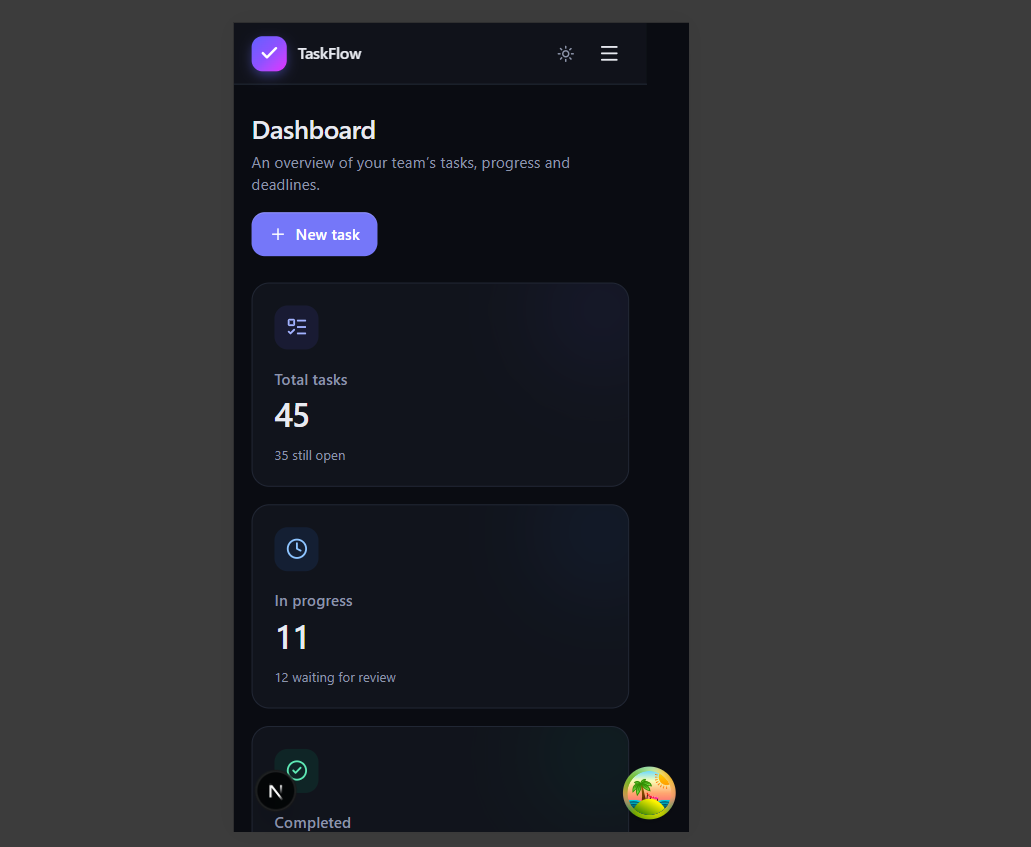 TaskFlow
Dashboard
An overview of your team's tasks, progress and
deadlines.
New task
Total tasks
45
35 still open
In progress
11
12 waiting for review
N
Completed